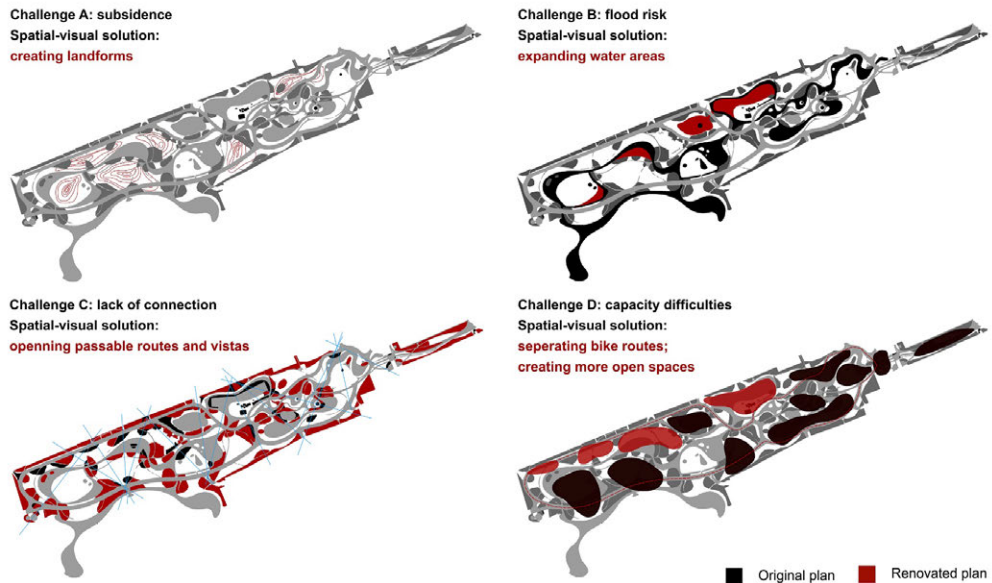 Challenge A: subsidence
Spatial-visual solution:
creating landforms
Challenge B: flood risk
Spatial-visual solution:
expanding water areas
Challenge C: lack of connection
Spatial-visual solution:
openning passable routes and vistas
Challenge D: capacity difficulties
Spatial-visual solution:
seperating bike routes;
creating more open spaces
Original plan
Renovated plan